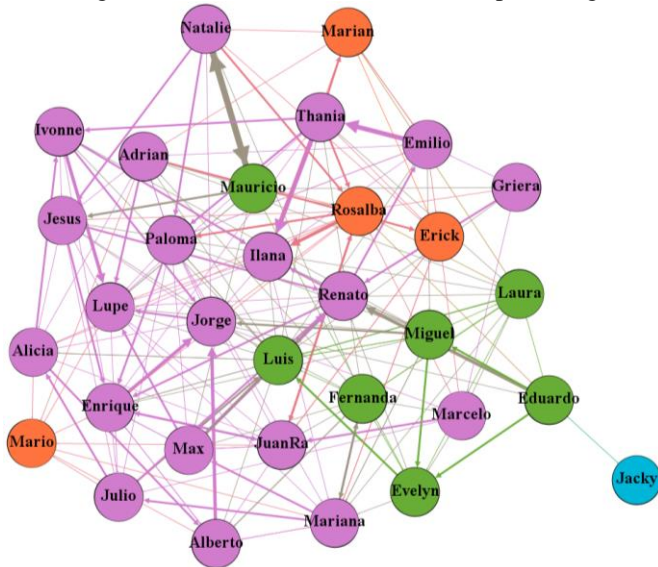 Natalie
Marian
Thania
Ivonne
Adrian
Emilio
Mauricio
Griera
Jesus
Paloma
Rosalba
Erick
Ilana
Lupe
Jorge
Renato
Laura
Miguel
Alicia
Luis
Enrique
Fernanda
Eduardo
Marcelo
Mario
Max
JuanRa
Jacky
Julio
Evelyn
Mariana
Alberto